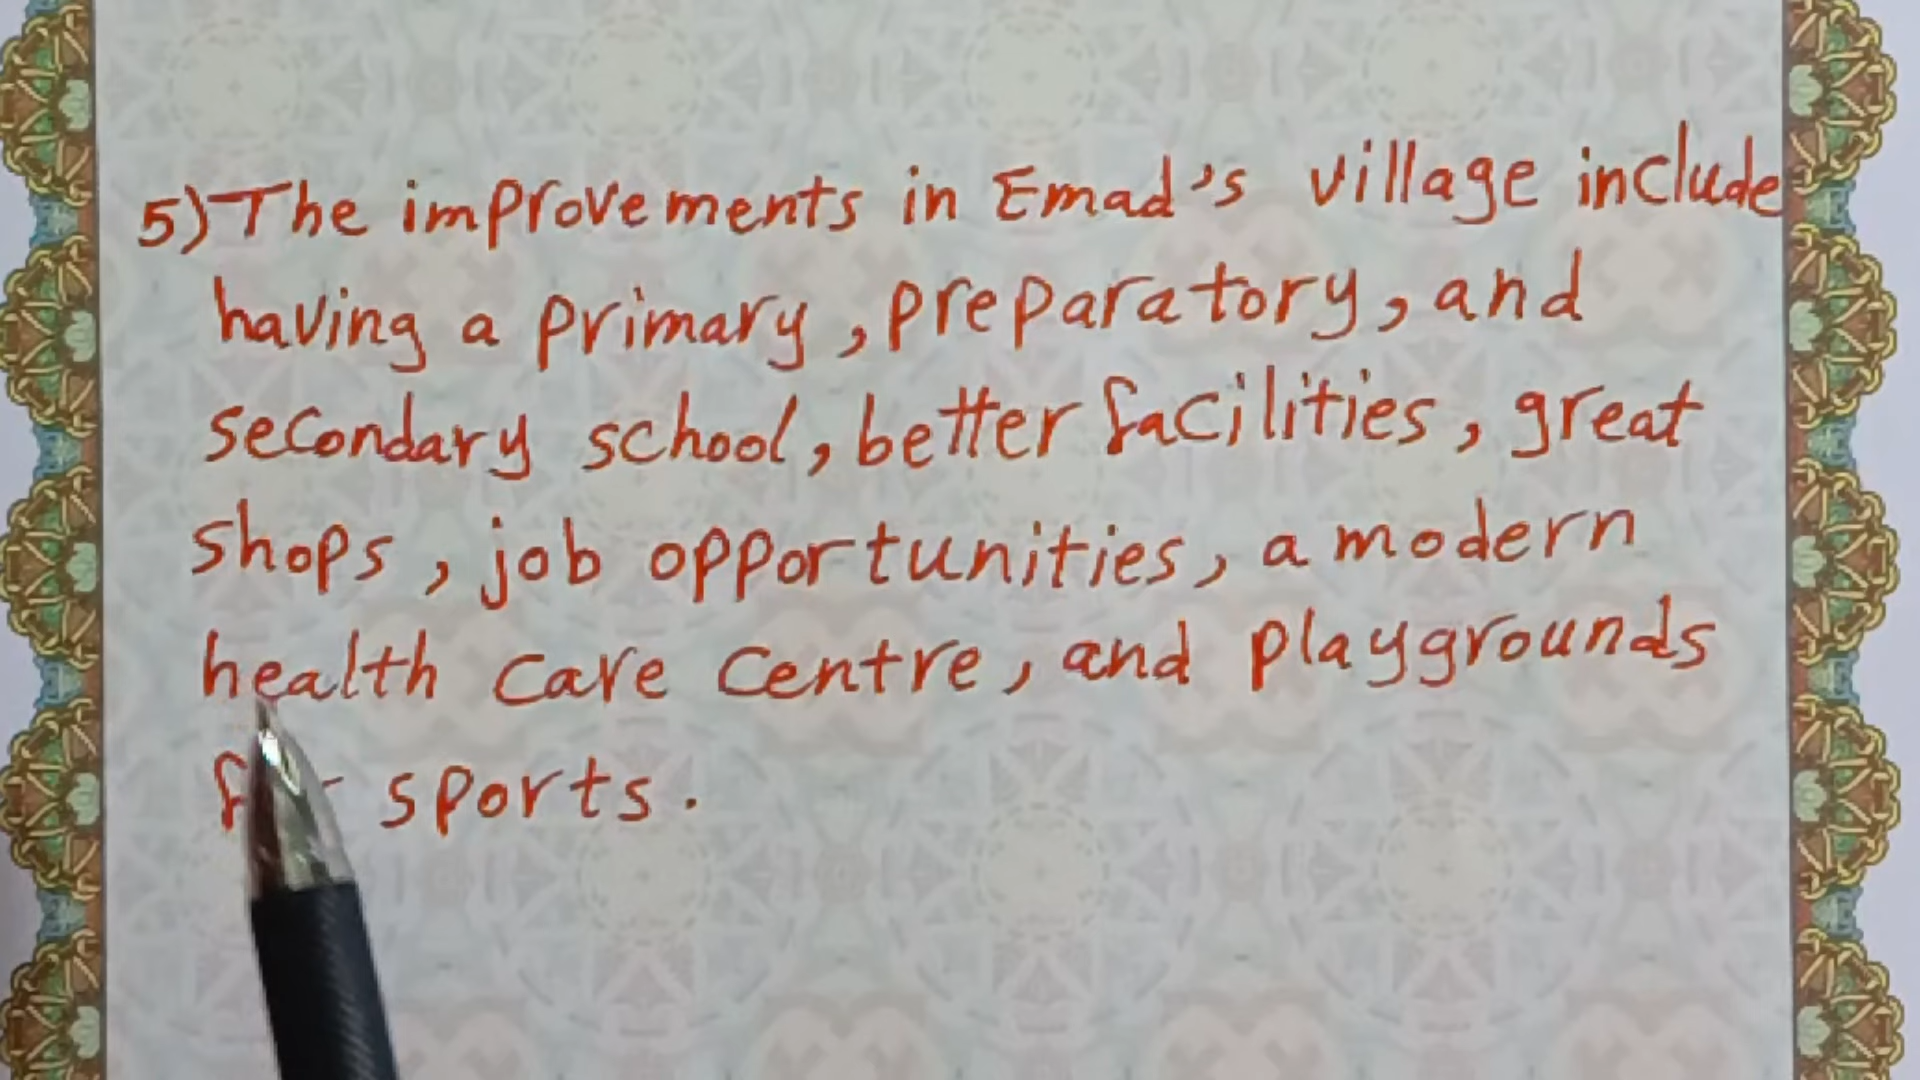 5) The improvements in Emad's village include
having a primary, preparatory, and
secondary school, better facilities, great
shops, job opportunities, a modern
health care centre, and playgrounds
for sports.